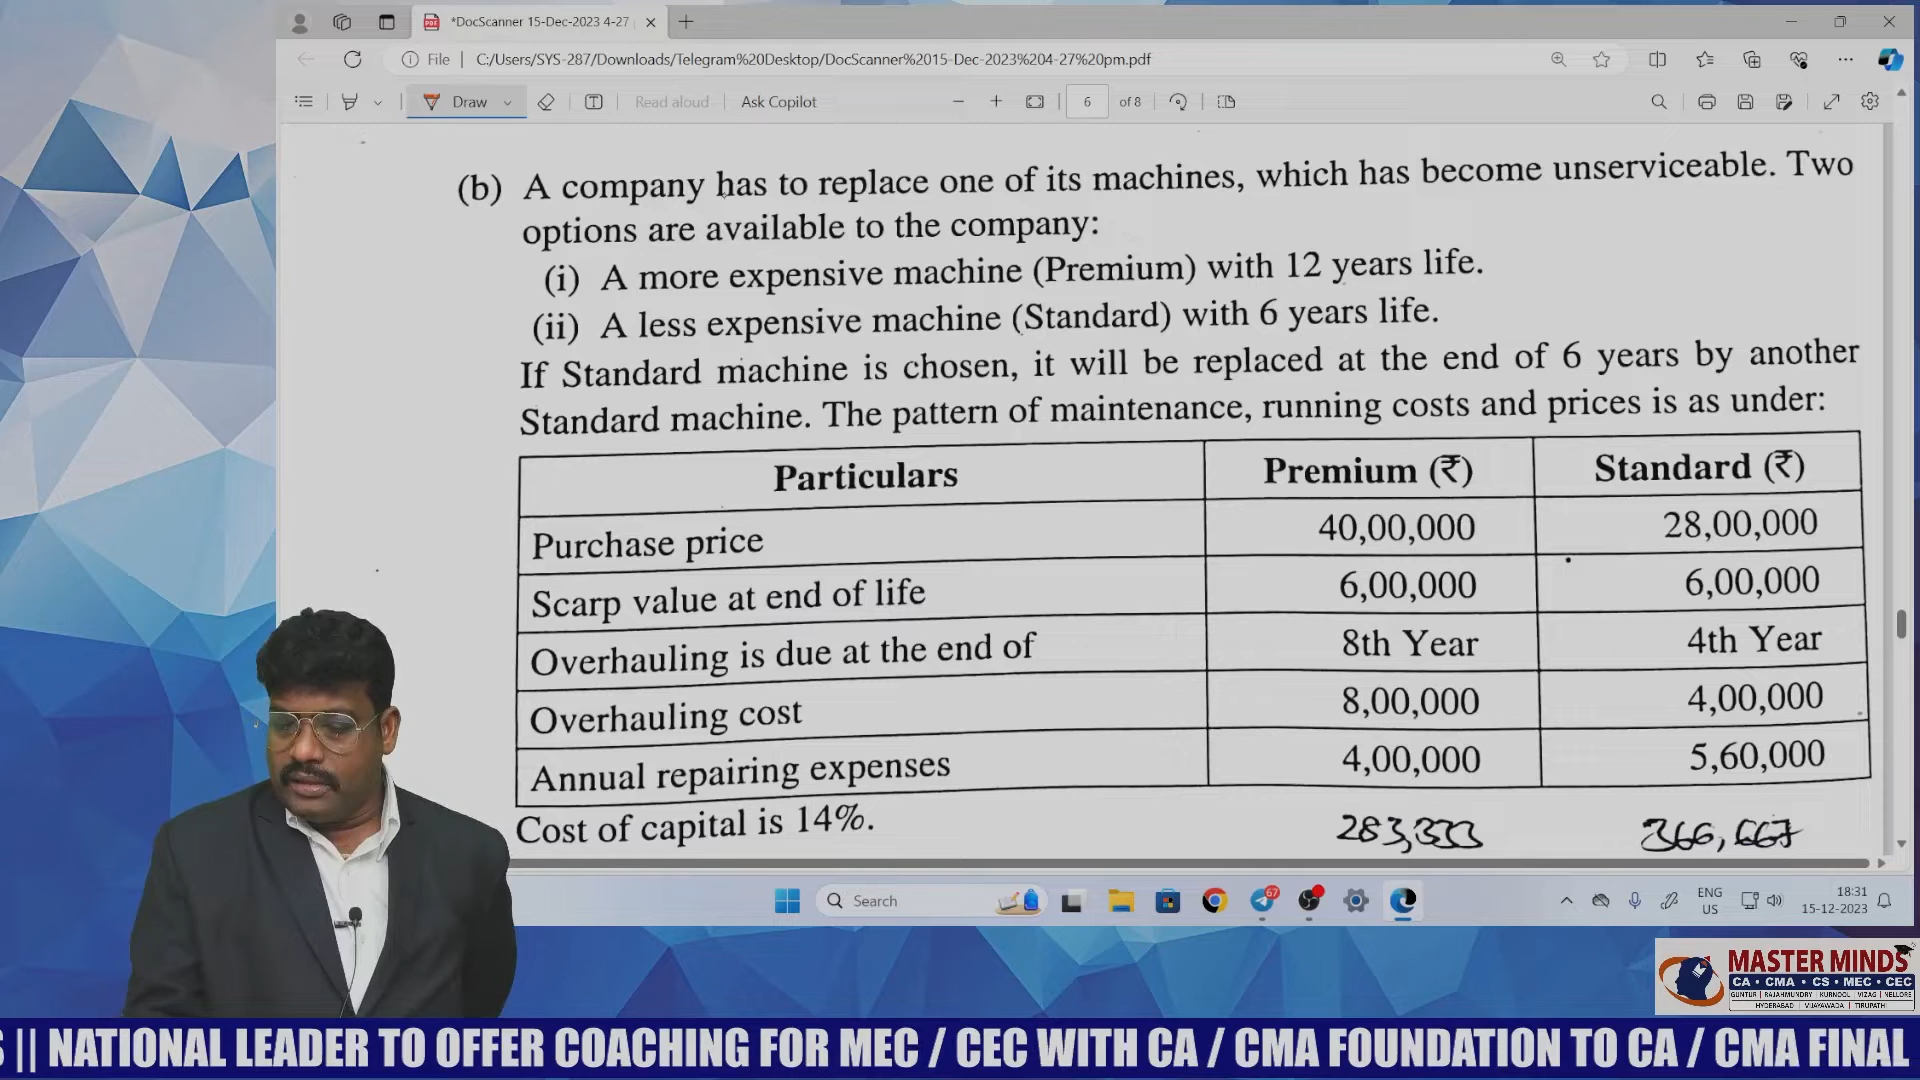 *DocScanner 15-Dec-2023 4-27
File
C:/Users/SYS-287/Downloads/Telegram%20Desktop/DocScanner%2015-Dec-2023%204-27%20pm.pdf
Draw
Read aloud
Ask Copilot
6
of 8
(b) A company has to replace one of its machines, which has become unserviceable. Two
options are available to the company:
(i) A more expensive machine (Premium) with 12 years life.
(ii) A less expensive machine (Standard) with 6 years life.
If Standard machine is chosen, it will be replaced at the end of 6 years by another
Standard machine. The pattern of maintenance, running costs and prices is as under:
Particulars Premium (₹) Standard (₹)
Purchase price 40,00,000 28,00,000
Scarp value at end of life 6,00,000 6,00,000
Overhauling is due at the end of 8th Year 4th Year
Overhauling cost 8,00,000 4,00,000
Annual repairing expenses 4,00,000 5,60,000
Cost of capital is 14%. 283,333 366,667
Search
67
ENG
US
18:31
15-12-2023
MASTER MINDS
CA • CMA • CS • MEC • CEC
GUNTUR | RAJAHMUNDRY | KURNOOL | VIZAG | NELLORE
HYDERABAD | VIJAYAWADA | TIRUPATHI
S || NATIONAL LEADER TO OFFER COACHING FOR MEC / CEC WITH CA / CMA FOUNDATION TO CA / CMA FINAL